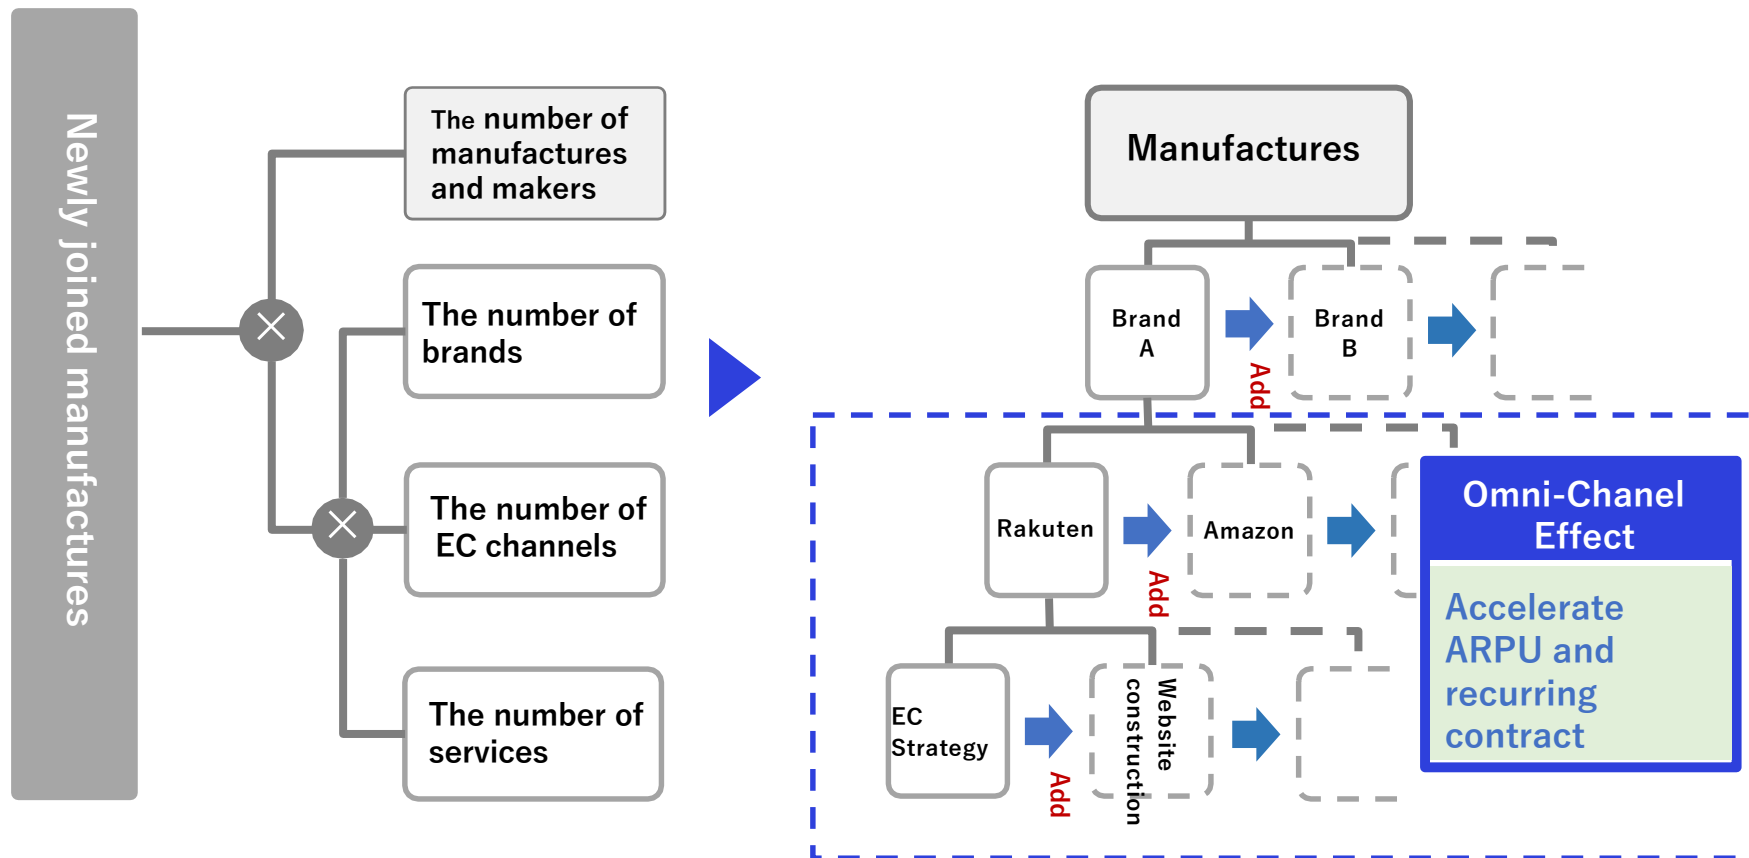 Newly joined manufactures
The number of
manufactures
and makers
The number of
brands
The number of
EC channels
The number of
services
Manufactures
Brand
A
Add
Brand
B
Rakuten
Add
Amazon
EC
Strategy
Add
Website
construction
Omni-Chanel
Effect
Accelerate
ARPU and
recurring
contract